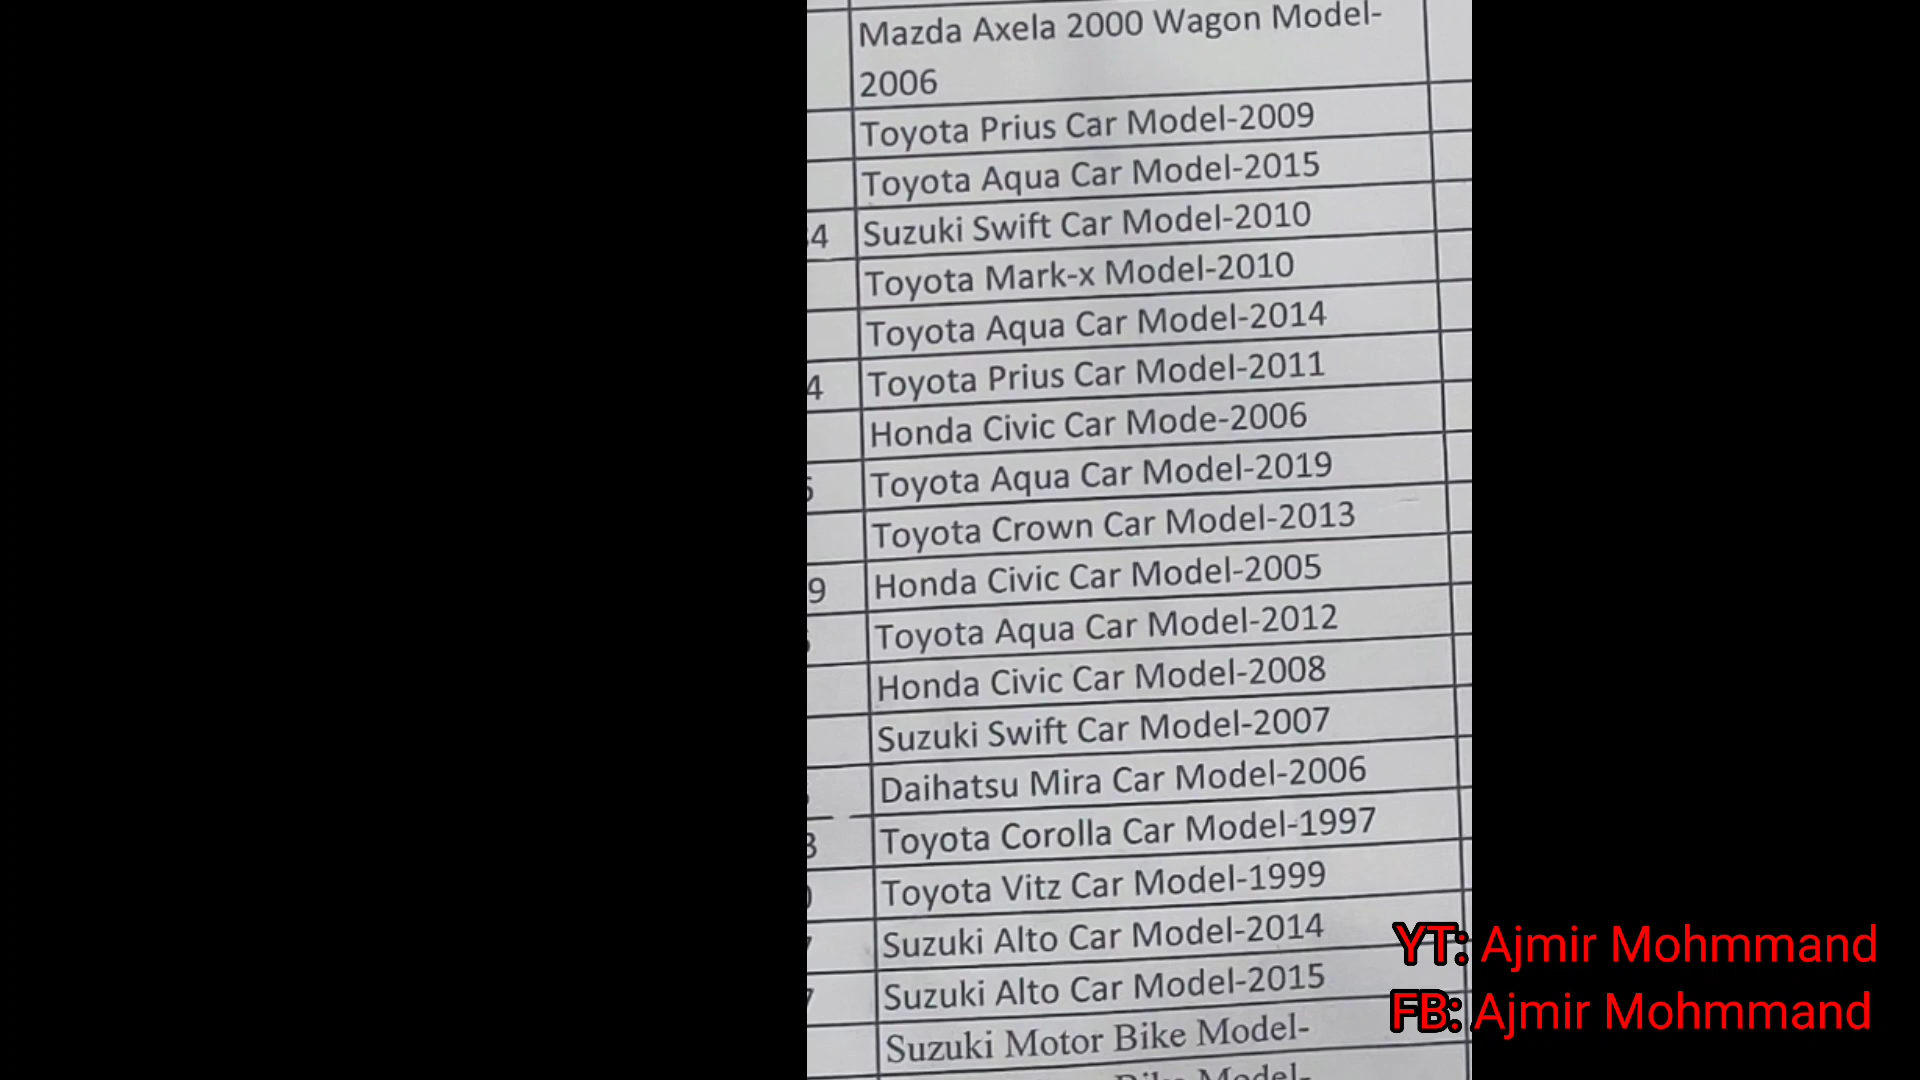 Mazda Axela 2000 Wagon Model-
2006
Toyota Prius Car Model-2009
Toyota Aqua Car Model-2015
4 Suzuki Swift Car Model-2010
Toyota Mark-x Model-2010
Toyota Aqua Car Model-2014
4 Toyota Prius Car Model-2011
Honda Civic Car Mode-2006
Toyota Aqua Car Model-2019
Toyota Crown Car Model-2013
9 Honda Civic Car Model-2005
Toyota Aqua Car Model-2012
Honda Civic Car Model-2008
Suzuki Swift Car Model-2007
Daihatsu Mira Car Model-2006
Toyota Corolla Car Model-1997
Toyota Vitz Car Model-1999
Suzuki Alto Car Model-2014
Suzuki Alto Car Model-2015
Suzuki Motor Bike Model-
Bike Model-
YT: Ajmir Mohmmand
FB: Ajmir Mohmmand